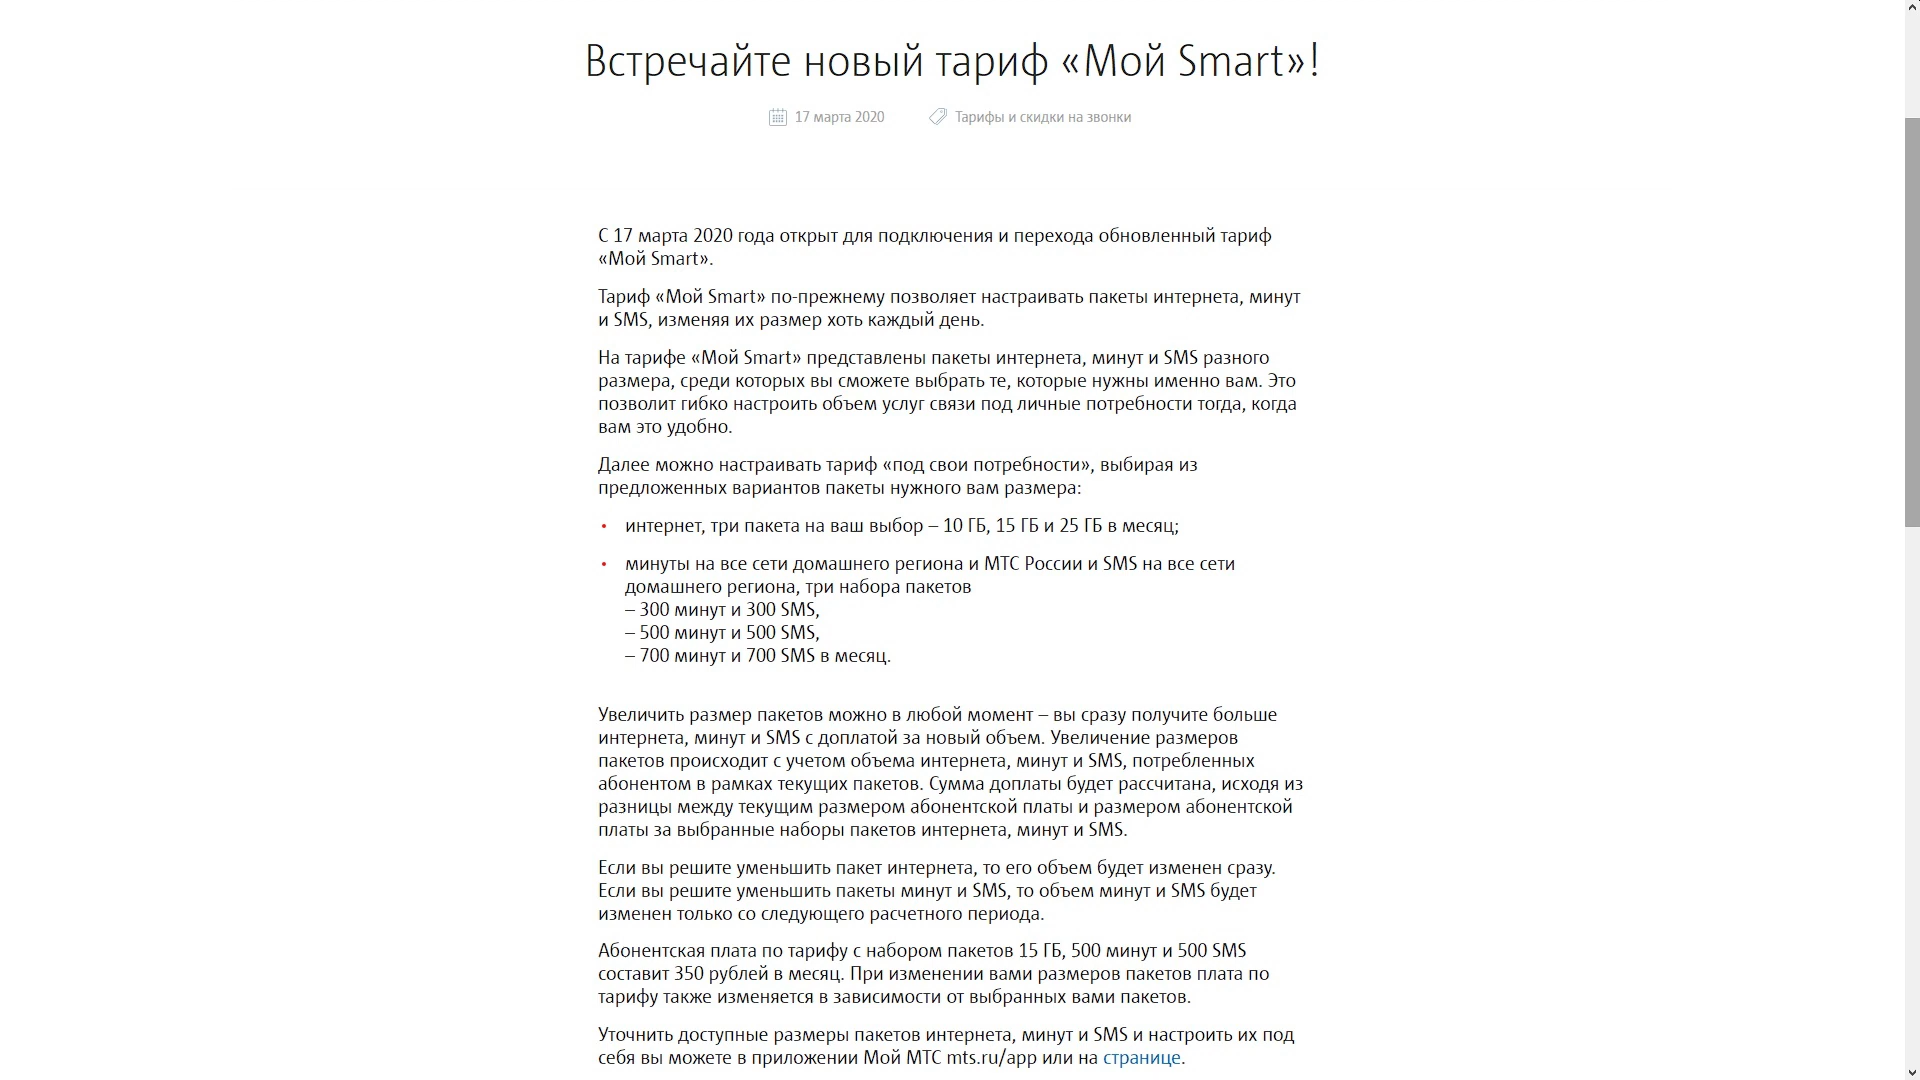 Встречайте новый тариф «Мой Smart»!
17 марта 2020
Тарифы и скидки на звонки
С 17 марта 2020 года открыт для подключения и перехода обновленный тариф
«Мой Smart».
Тариф «Мой Smart» по-прежнему позволяет настраивать пакеты интернета, минут
и SMS, изменяя их размер хоть каждый день.
На тарифе «Мой Smart» представлены пакеты интернета, минут и SMS разного
размера, среди которых вы сможете выбрать те, которые нужны именно вам. Это
позволит гибко настроить объем услуг связи под личные потребности тогда, когда
вам это удобно.
Далее можно настраивать тариф «под свои потребности», выбирая из
предложенных вариантов пакеты нужного вам размера:
• интернет, три пакета на ваш выбор – 10 ГБ, 15 ГБ и 25 ГБ в месяц;
• минуты на все сети домашнего региона и МТС России и SMS на все сети
домашнего региона, три набора пакетов
– 300 минут и 300 SMS,
– 500 минут и 500 SMS,
– 700 минут и 700 SMS в месяц.
Увеличить размер пакетов можно в любой момент – вы сразу получите больше
интернета, минут и SMS с доплатой за новый объем. Увеличение размеров
пакетов происходит с учетом объема интернета, минут и SMS, потребленных
абонентом в рамках текущих пакетов. Сумма доплаты будет рассчитана, исходя из
разницы между текущим размером абонентской платы и размером абонентской
платы за выбранные наборы пакетов интернета, минут и SMS.
Если вы решите уменьшить пакет интернета, то его объем будет изменен сразу.
Если вы решите уменьшить пакеты минут и SMS, то объем минут и SMS будет
изменен только со следующего расчетного периода.
Абонентская плата по тарифу с набором пакетов 15 ГБ, 500 минут и 500 SMS
составит 350 рублей в месяц. При изменении вами размеров пакетов плата по
тарифу также изменяется в зависимости от выбранных вами пакетов.
Уточнить доступные размеры пакетов интернета, минут и SMS и настроить их под
себя вы можете в приложении Мой МТС mts.ru/app или на странице.